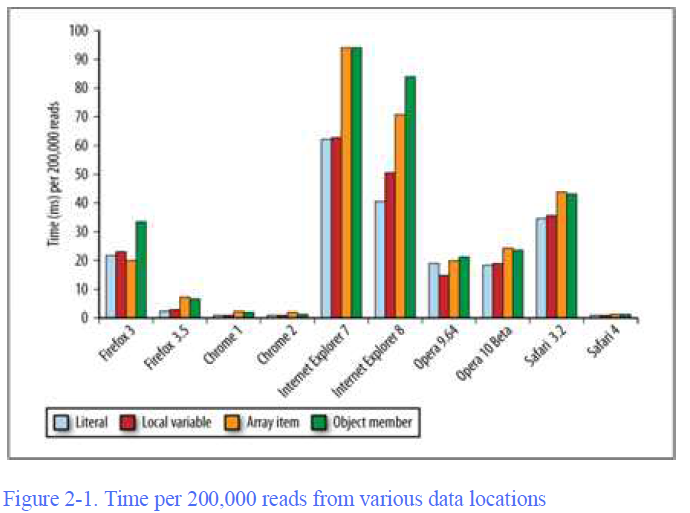 100
90
80
70
60
50
40
30
20
10
0
Time (ms) per 200,000 reads
Firefox 3
Firefox 3.5
Chrome 1
Chrome 2
Internet Explorer 7
Internet Explorer 8
Opera 9.64
Opera 10 Beta
Safari 3.2
Safari 4
Literal Local variable Array item Object member
Figure 2-1. Time per 200,000 reads from various data locations